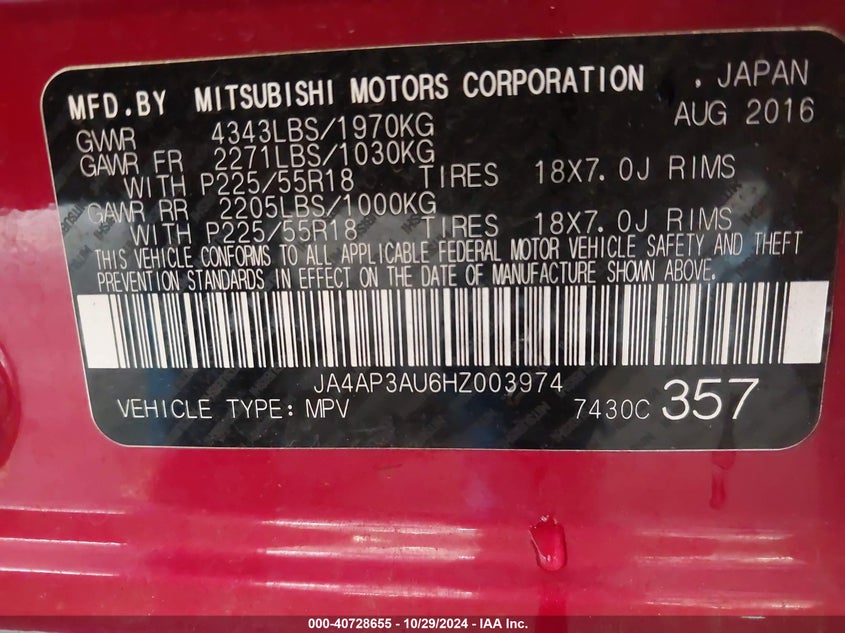 MFD.BY MITSUBISHI MOTORS CORPORATION . JAPAN
GVWR 4343LBS/1970KG AUG 2016
GAWR FR 2271LBS/1030KG
WITH P225/55R18 TIRES 18X7.0J RIMS
GAWR RR 2205LBS/1000KG
WITH P225/55R18 TIRES 18X7.0J RIMS
THIS VEHICLE CONFORMS TO ALL APPLICABLE FEDERAL MOTOR VEHICLE SAFETY AND THEFT
PREVENTION STANDARDS IN EFFECT ON THE DATE OF MANUFACTURE SHOWN ABOVE.
JA4AP3AU6HZ003974
VEHICLE TYPE: MPV 7430C 357
000-40728655 - 10/29/2024 - IAA Inc.